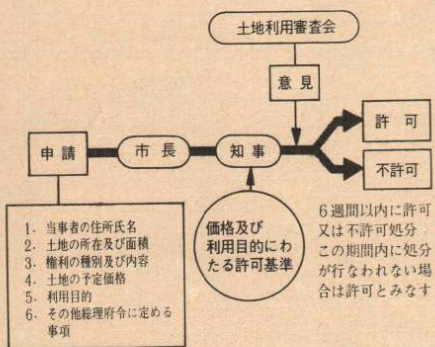 土地利用審査会
意見
申請
市長
知事
許可
不許可
1. 当事者の住所氏名
2. 土地の所在及び面積
3. 権利の種別及び内容
4. 土地の予定価格
5. 利用目的
6. その他総理府令に定める
事項
価格及び
利用目的にわ
たる許可基準
6週間以内に許可
又は不許可処分
この期間内に処分
が行なわれない場
合は許可とみなす